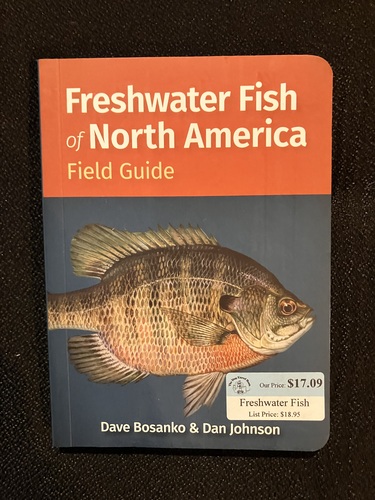 Freshwater Fish
of North America
Field Guide
Our Price: $17.09
Freshwater Fish
List Price: $18.95
Dave Bosanko & Dan Johnson